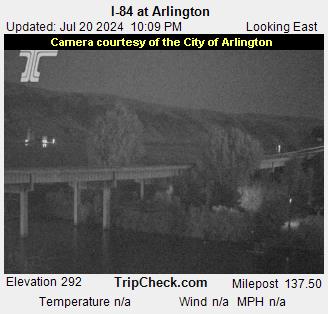 I-84 at Arlington
Updated: Jul 20 2024 10:09 PM Looking East
Camera courtesy of the City of Arlington
Elevation 292 TripCheck.com Milepost 137.50
Temperature n/a Wind n/a MPH n/a